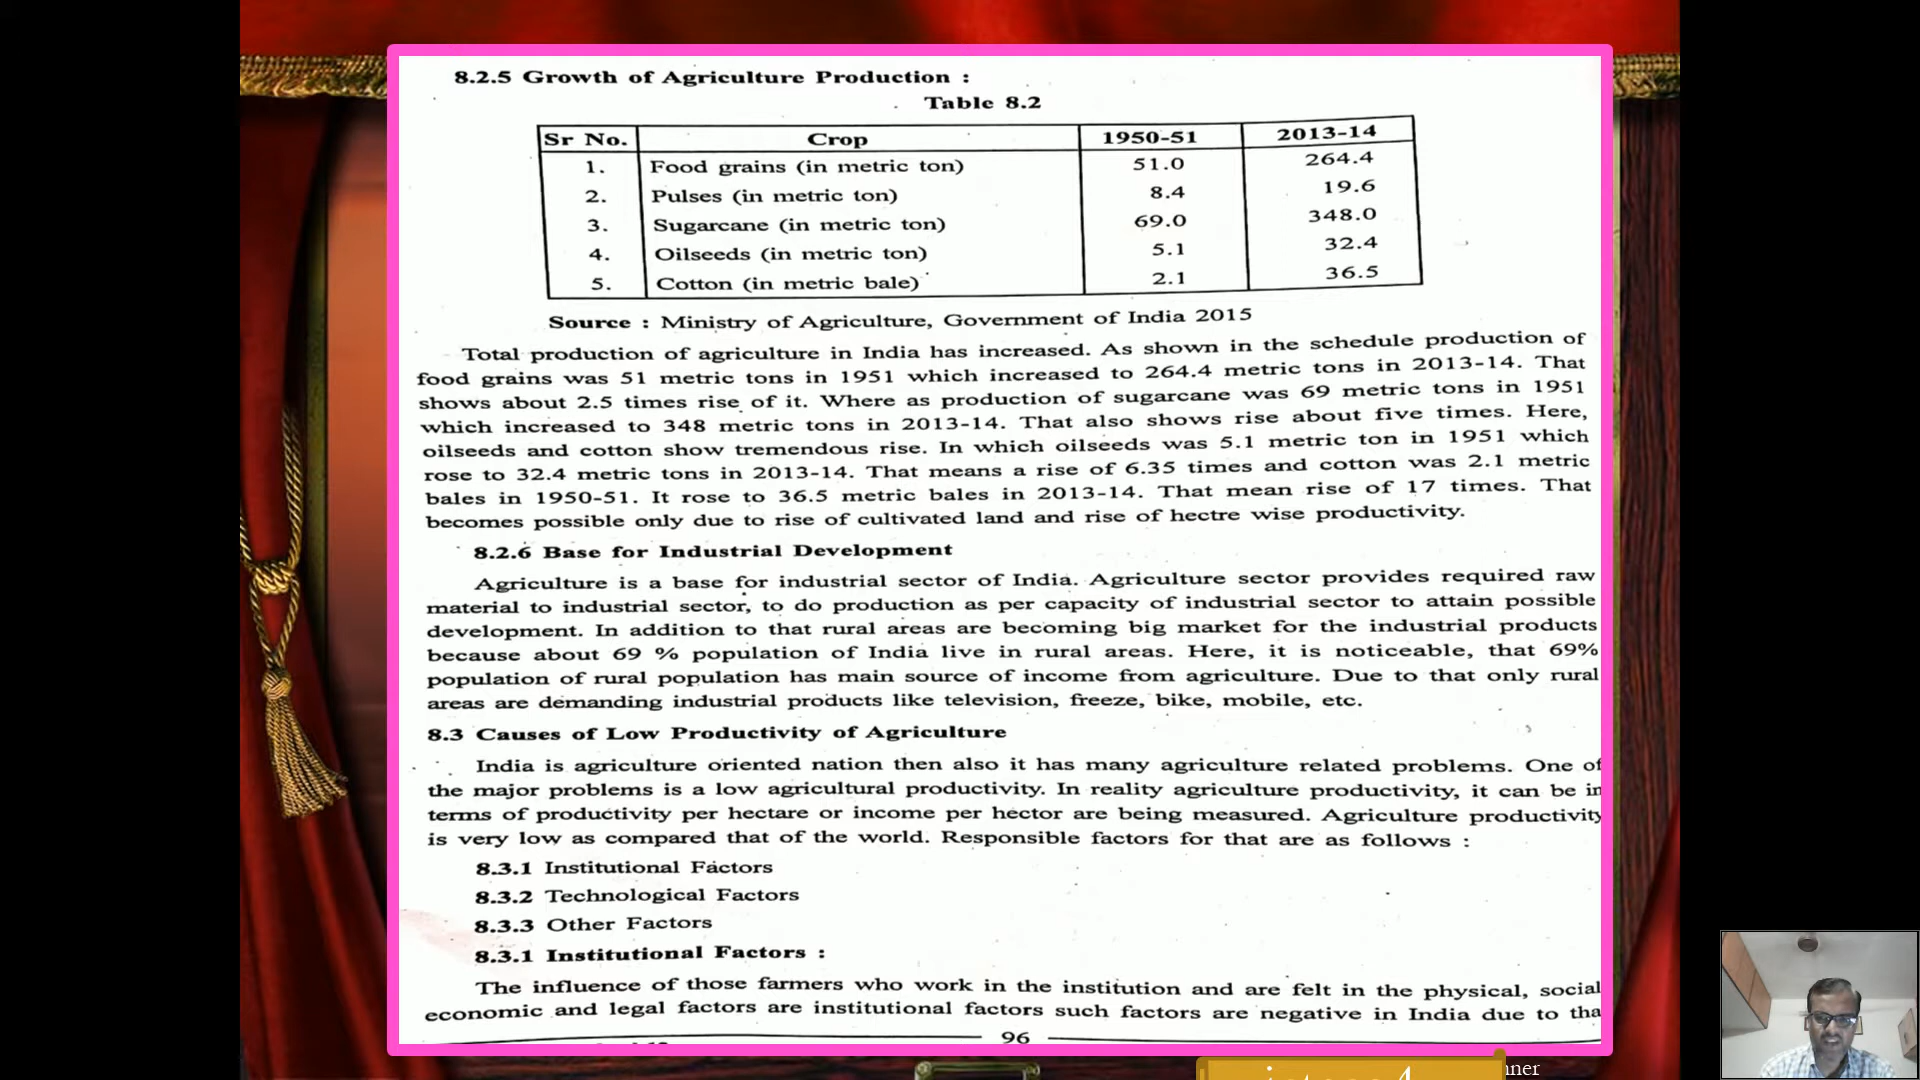 8.2.5 Growth of Agriculture Production :
Table 8.2
Sr No. Crop 1950-51 2013-14
1. Food grains (in metric ton) 51.0 264.4
2. Pulses (in metric ton) 8.4 19.6
3. Sugarcane (in metric ton) 69.0 348.0
4. Oilseeds (in metric ton) 5.1 32.4
5. Cotton (in metric bale) 2.1 36.5
Source : Ministry of Agriculture, Government of India 2015
Total production of agriculture in India has increased. As shown in the schedule production of
food grains was 51 metric tons in 1951 which increased to 264.4 metric tons in 2013-14. That
shows about 2.5 times rise of it. Where as production of sugarcane was 69 metric tons in 1951
which increased to 348 metric tons in 2013-14. That also shows rise about five times. Here,
oilseeds and cotton show tremendous rise. In which oilseeds was 5.1 metric ton in 1951 which
rose to 32.4 metric tons in 2013-14. That means a rise of 6.35 times and cotton was 2.1 metric
bales in 1950-51. It rose to 36.5 metric bales in 2013-14. That mean rise of 17 times. That
becomes possible only due to rise of cultivated land and rise of hectre wise productivity.
8.2.6 Base for Industrial Development
Agriculture is a base for industrial sector of India. Agriculture sector provides required raw
material to industrial sector, to do production as per capacity of industrial sector to attain possible
development. In addition to that rural areas are becoming big market for the industrial products
because about 69 % population of India live in rural areas. Here, it is noticeable, that 69%
population of rural population has main source of income from agriculture. Due to that only rural
areas are demanding industrial products like television, freeze, bike, mobile, etc.
8.3 Causes of Low Productivity of Agriculture
India is agriculture oriented nation then also it has many agriculture related problems. One of
the major problems is a low agricultural productivity. In reality agriculture productivity, it can be in
terms of productivity per hectare or income per hector are being measured. Agriculture productivity
is very low as compared that of the world. Responsible factors for that are as follows :
8.3.1 Institutional Factors
8.3.2 Technological Factors
8.3.3 Other Factors
8.3.1 Institutional Factors :
The influence of those farmers who work in the institution and are felt in the physical, social
economic and legal factors are institutional factors such factors are negative in India due to tha
96